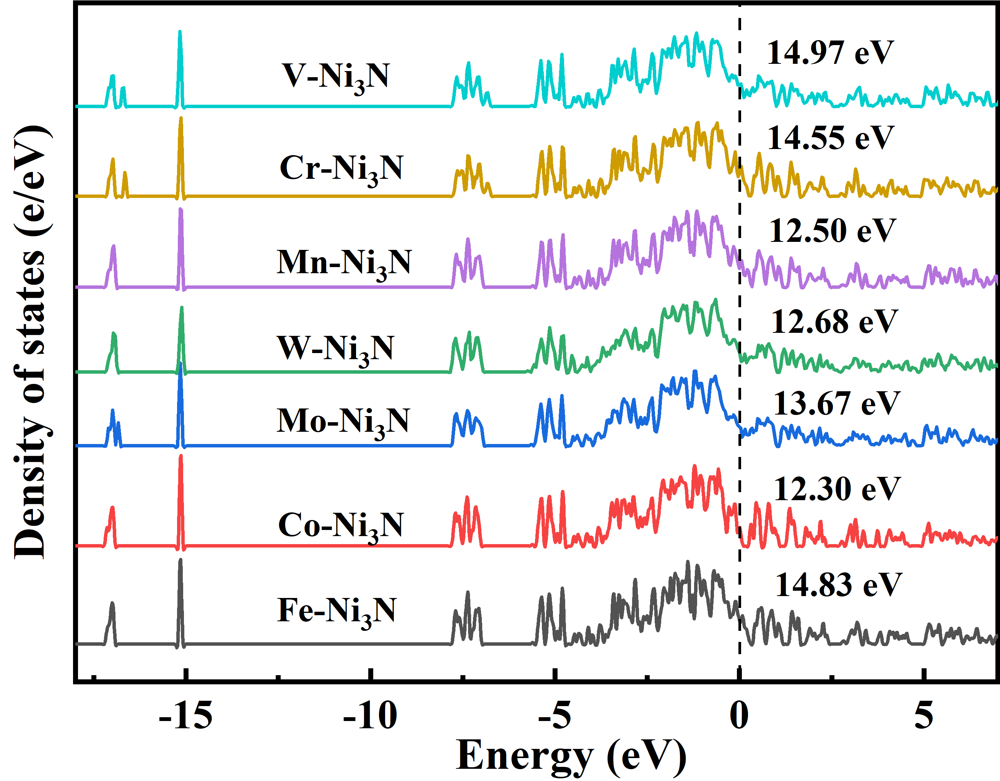 Density of states (e/eV)
V-Ni₃N 14.97 eV
Cr-Ni₃N 14.55 eV
Mn-Ni₃N 12.50 eV
W-Ni₃N 12.68 eV
Mo-Ni₃N 13.67 eV
Co-Ni₃N 12.30 eV
Fe-Ni₃N 14.83 eV
-15 -10 -5 0 5
Energy (eV)